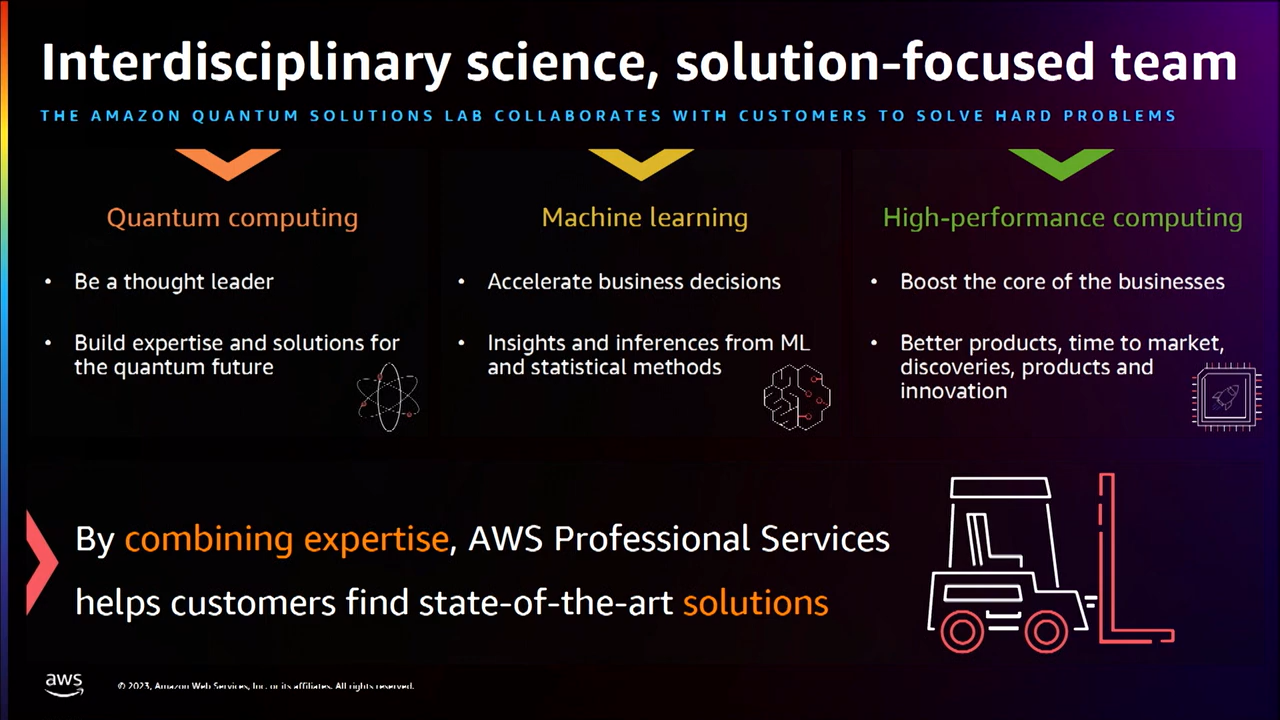 Interdisciplinary science, solution-focused team
THE AMAZON QUANTUM SOLUTIONS LAB COLLABORATES WITH CUSTOMERS TO SOLVE HARD PROBLEMS
Quantum computing
• Be a thought leader
• Build expertise and solutions for
the quantum future
Machine learning
• Accelerate business decisions
• Insights and inferences from ML
and statistical methods
High-performance computing
• Boost the core of the businesses
• Better products, time to market,
discoveries, products and
innovation
By combining expertise, AWS Professional Services
helps customers find state-of-the-art solutions
aws
© 2023, Amazon Web Services, Inc. or its affiliates. All rights reserved.